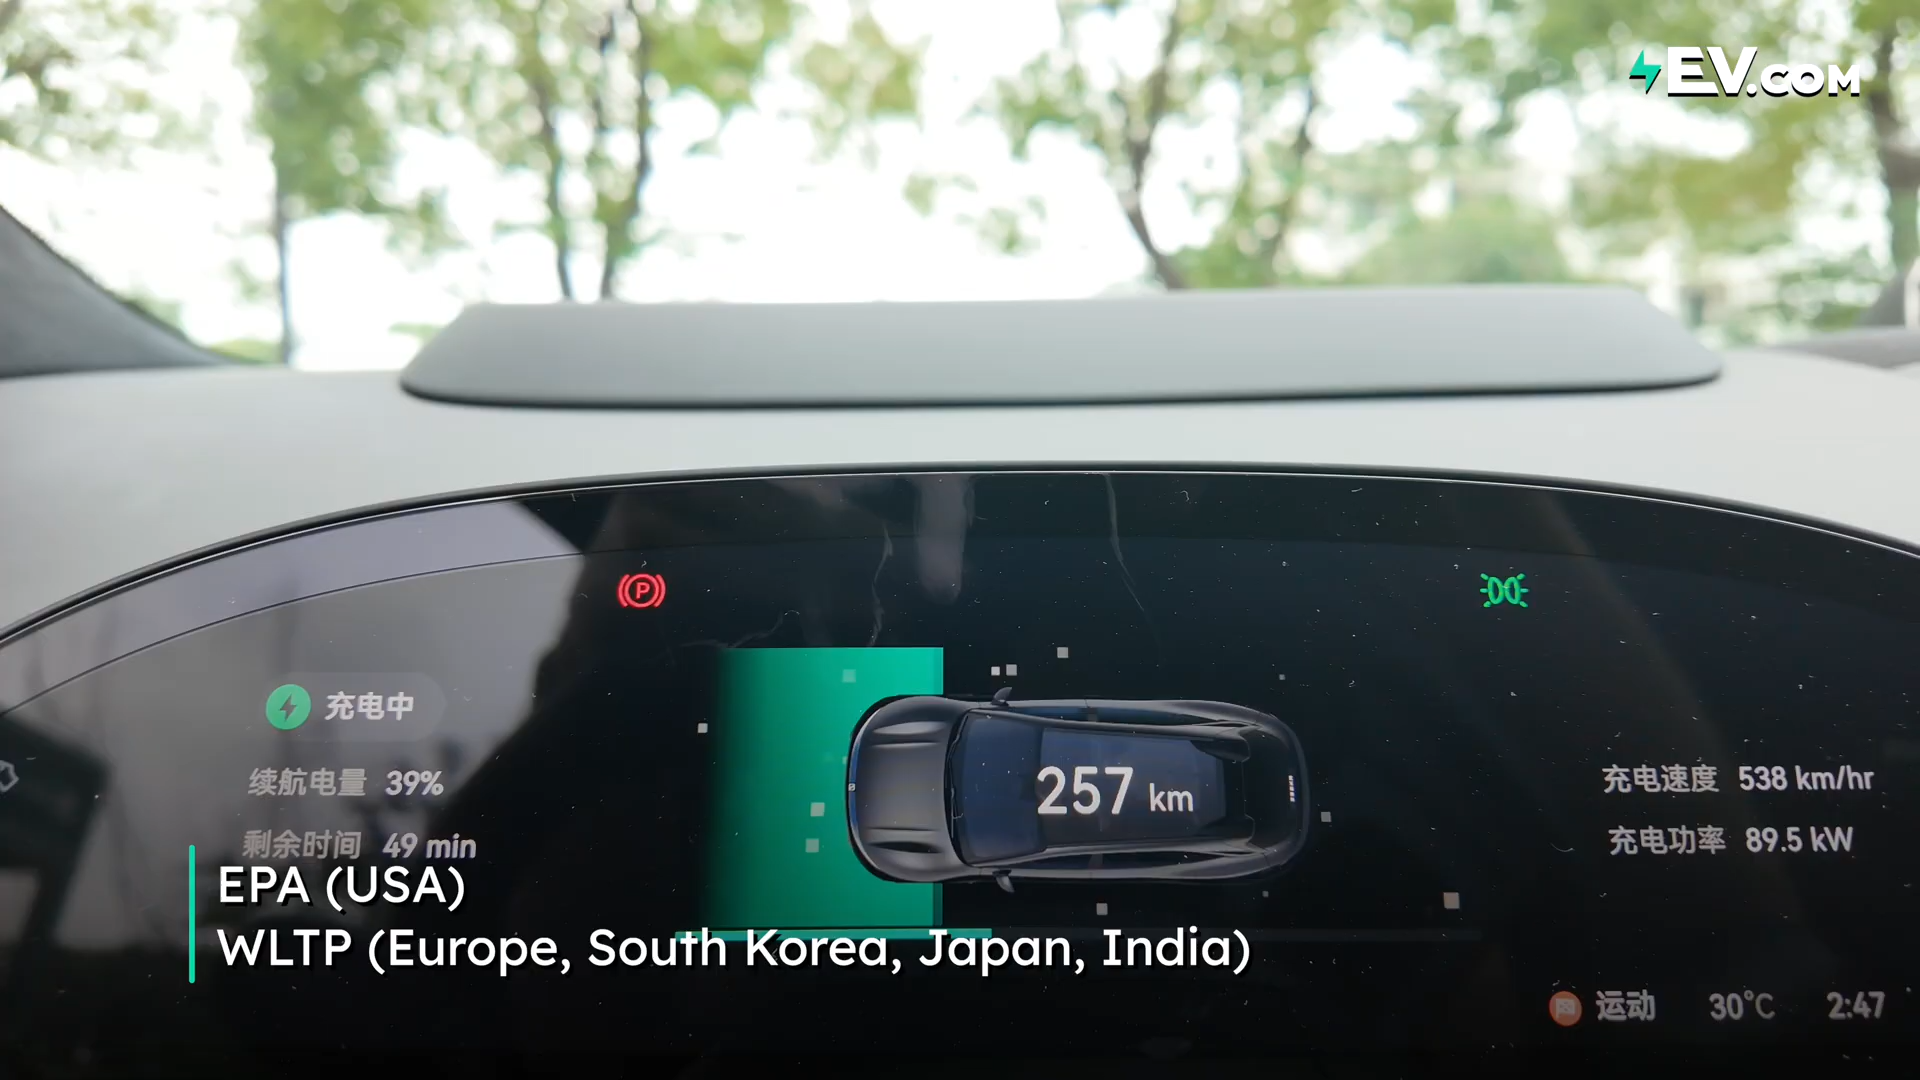 EV.COM
P
充电中
续航电量 39%
剩余时间 49 min
257 km
充电速度 538 km/hr
充电功率 89.5 kW
EPA (USA)
WLTP (Europe, South Korea, Japan, India)
运动 30°C 2:47